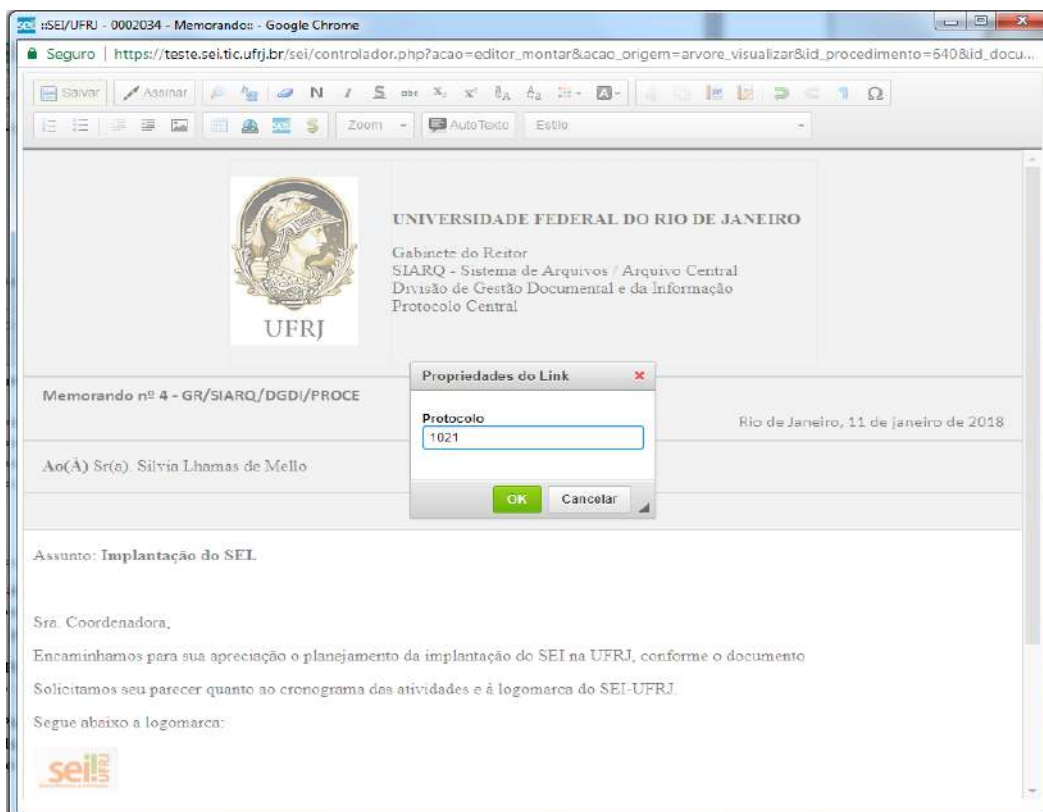 ::SEI/UFRJ - 0002034 - Memorando:: - Google Chrome
Seguro | https://teste.sei.tic.ufrj.br/sei/controlador.php?acao=editor_montar&acao_origem=arvore_visualizar&id_procedimento=640&id_docu...
Salvar Assinar N I S abc X₂ X² Ω
Zoom AutoTexto Estilo
UNIVERSIDADE FEDERAL DO RIO DE JANEIRO
Gabinete do Reitor
SIARQ - Sistema de Arquivos / Arquivo Central
Divisão de Gestão Documental e da Informação
Protocolo Central
UFRJ
Propriedades do Link
Protocolo
1021
OK Cancelar
Memorando nº 4 - GR/SIARQ/DGDI/PROCE
Rio de Janeiro, 11 de janeiro de 2018
Ao(À) Sr(a). Silvia Lhamas de Mello
Assunto: Implantação do SEI.
Sra. Coordenadora,
Encaminhamos para sua apreciação o planejamento da implantação do SEI na UFRJ, conforme o documento
Solicitamos seu parecer quanto ao cronograma das atividades e à logomarca do SEI-UFRJ.
Segue abaixo a logomarca:
sei! UFRJ